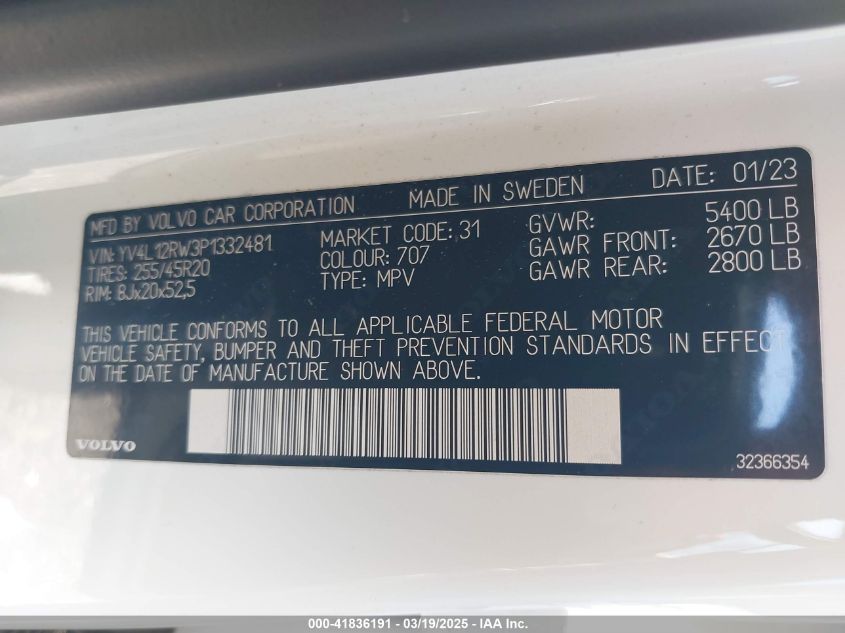 MFD BY VOLVO CAR CORPORATION MADE IN SWEDEN DATE: 01/23
VIN: YV4L12RW3P1332481 MARKET CODE: 31 GVWR: 5400 LB
TIRES: 255/45R20 COLOUR: 707 GAWR FRONT: 2670 LB
RIM: 8Jx20x52,5 TYPE: MPV GAWR REAR: 2800 LB
THIS VEHICLE CONFORMS TO ALL APPLICABLE FEDERAL MOTOR
VEHICLE SAFETY, BUMPER AND THEFT PREVENTION STANDARDS IN EFFECT
ON THE DATE OF MANUFACTURE SHOWN ABOVE.
VOLVO
32366354
000-41836191 - 03/19/2025 - IAA Inc.